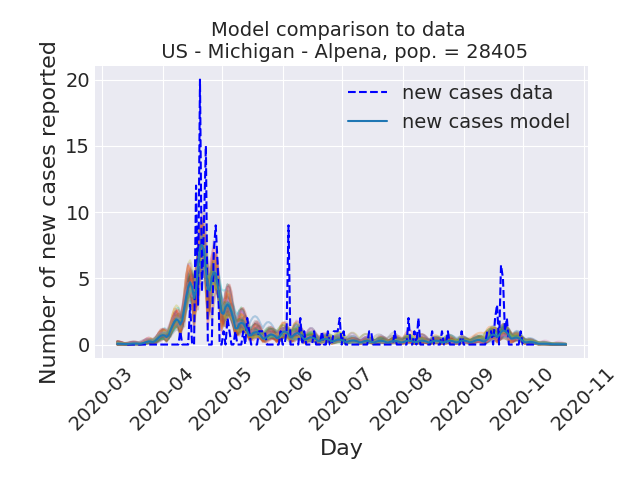 Model comparison to data
US - Michigan - Alpena, pop. = 28405
new cases data
new cases model
Number of new cases reported
20
15
10
5
0
2020-03
2020-04
2020-05
2020-06
2020-07
2020-08
2020-09
2020-10
2020-11
Day